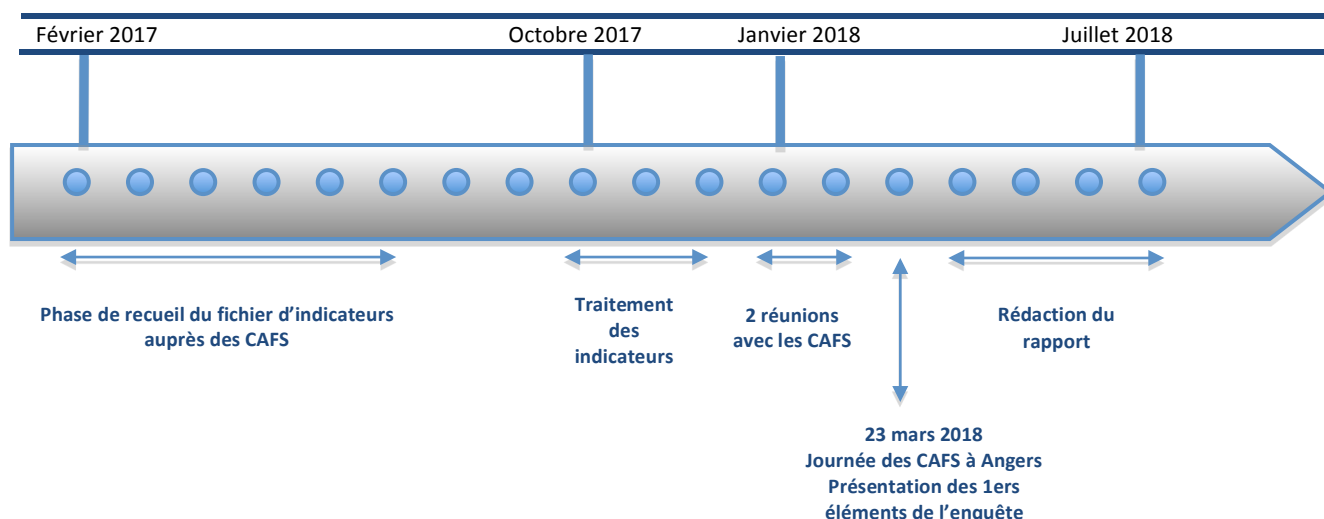 Février 2017
Octobre 2017
Janvier 2018
Juillet 2018
Phase de recueil du fichier d’indicateurs
auprès des CAFS
Traitement
des
indicateurs
2 réunions
avec les CAFS
Rédaction du
rapport
23 mars 2018
Journée des CAFS à Angers
Présentation des 1ers
éléments de l’enquête